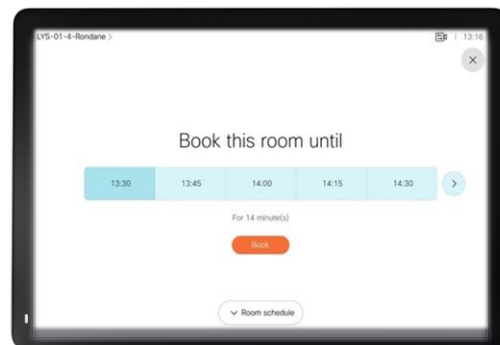 LYS-01-4-Rondane >
13:16
Book this room until
13:30 13:45 14:00 14:15 14:30
For 14 minute(s)
Book
Room schedule